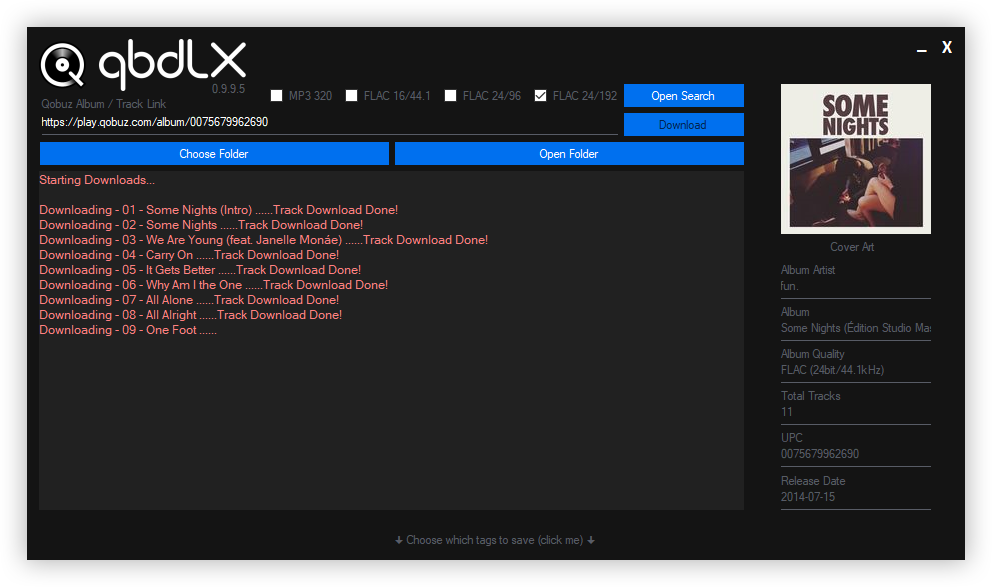 qbdLX
0.9.9.5
_ X
Qobuz Album / Track Link
MP3 320
FLAC 16/44.1
FLAC 24/96
FLAC 24/192
Open Search
https://play.qobuz.com/album/0075679962690
Download
Choose Folder
Open Folder
Starting Downloads...
Downloading - 01 - Some Nights (Intro) ......Track Download Done!
Downloading - 02 - Some Nights ......Track Download Done!
Downloading - 03 - We Are Young (feat. Janelle Monáe) ......Track Download Done!
Downloading - 04 - Carry On ......Track Download Done!
Downloading - 05 - It Gets Better ......Track Download Done!
Downloading - 06 - Why Am I the One ......Track Download Done!
Downloading - 07 - All Alone ......Track Download Done!
Downloading - 08 - All Alright ......Track Download Done!
Downloading - 09 - One Foot ......
SOME
NIGHTS
Cover Art
Album Artist
fun.
Album
Some Nights (Édition Studio Mas
Album Quality
FLAC (24bit/44.1kHz)
Total Tracks
11
UPC
0075679962690
Release Date
2014-07-15
🡫 Choose which tags to save (click me) 🡫